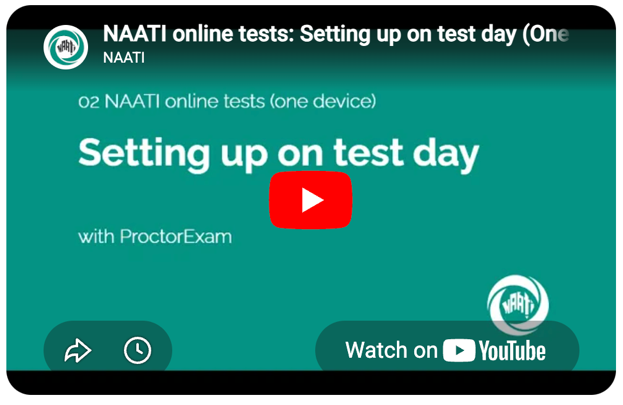 NAATI online tests: Setting up on test day (One
NAATI
02 NAATI online tests (one device)
Setting up on test day
with ProctorExam
NAATI
Watch on YouTube